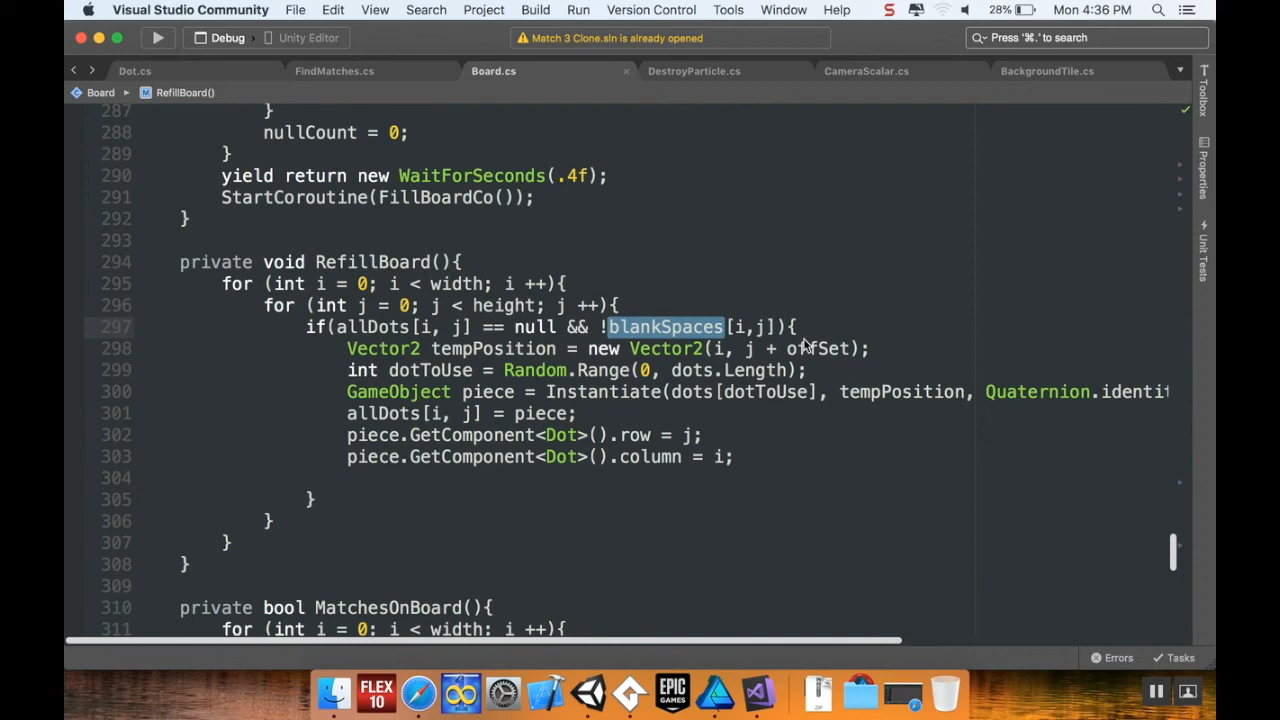 Visual Studio Community File Edit View Search Project Build Run Version Control Tools Window Help S 28% Mon 4:36 PM
Debug Unity Editor Match 3 Clone.sln is already opened Press '⌘.' to search
Dot.cs FindMatches.cs Board.cs × DestroyParticle.cs CameraScalar.cs BackgroundTile.cs
C Board M RefillBoard()
287 }
288 nullCount = 0;
289 }
290 yield return new WaitForSeconds(.4f);
291 StartCoroutine(FillBoardCo());
292 }
293
294 private void RefillBoard(){
295 for (int i = 0; i < width; i ++){
296 for (int j = 0; j < height; j ++){
297 if(allDots[i, j] == null && !blankSpaces[i,j]){
298 Vector2 tempPosition = new Vector2(i, j + offSet);
299 int dotToUse = Random.Range(0, dots.Length);
300 GameObject piece = Instantiate(dots[dotToUse], tempPosition, Quaternion.identit
301 allDots[i, j] = piece;
302 piece.GetComponent<Dot>().row = j;
303 piece.GetComponent<Dot>().column = i;
304
305 }
306 }
307 }
308 }
309
310 private bool MatchesOnBoard(){
311 for (int i = 0; i < width; i ++){
Toolbox
Properties
Unit Tests
Errors Tasks
FLEX
10
EPIC
GAMES
ZIP